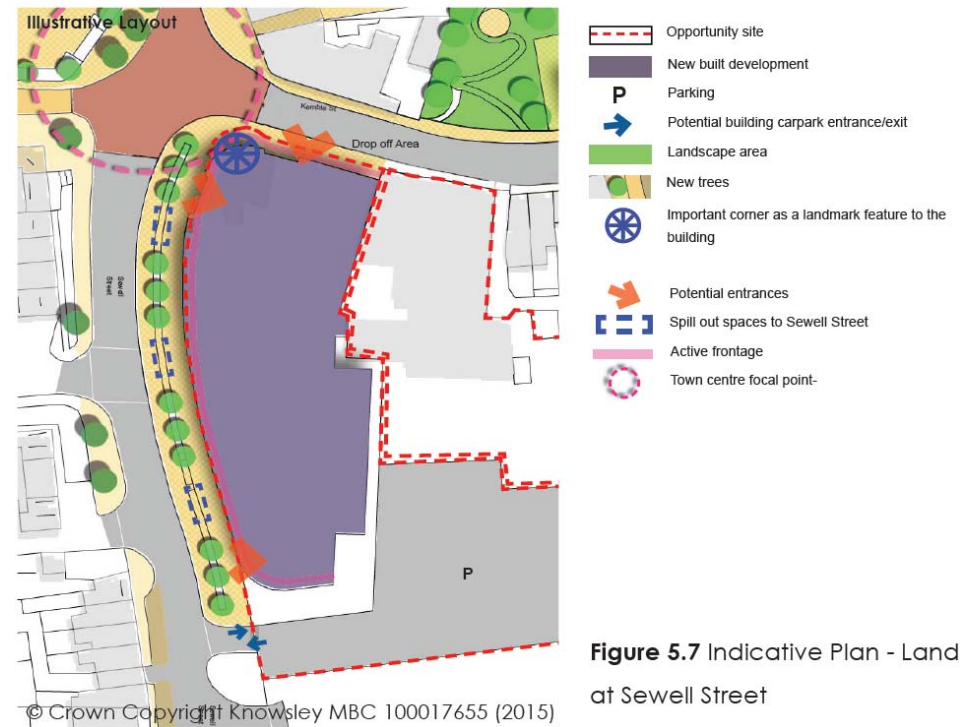 Illustrative Layout
Kemble St
Drop off Area
Sewell
Street
P
© Crown Copyright Knowsley MBC 100017655 (2015)
Opportunity site
New built development
P
Parking
Potential building carpark entrance/exit
Landscape area
New trees
Important corner as a landmark feature to the
building
Potential entrances
Spill out spaces to Sewell Street
Active frontage
Town centre focal point-
Figure 5.7 Indicative Plan - Land
at Sewell Street